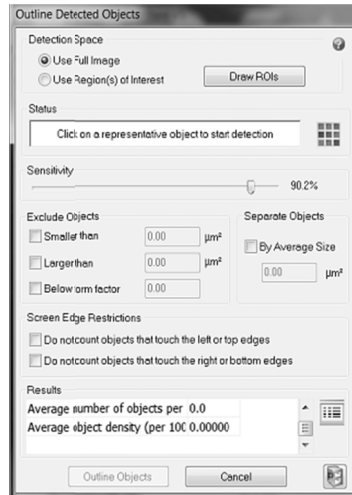 Outline Detected Objects
Detection Space
Use Full Image
Use Region(s) of Interest
Draw ROIs
Status
Click on a representative object to start detection
Sensitivity
90.2%
Exclude Objects
Separate Objects
Smaller than
0.00
µm²
By Average Size
Larger than
0.00
µm²
0.00
µm²
Below form factor
0.00
Screen Edge Restrictions
Do not count objects that touch the left or top edges
Do not count objects that touch the right or bottom edges
Results
Average number of objects per 0.0
Average object density (per 100 0.00000
Outline Objects
Cancel